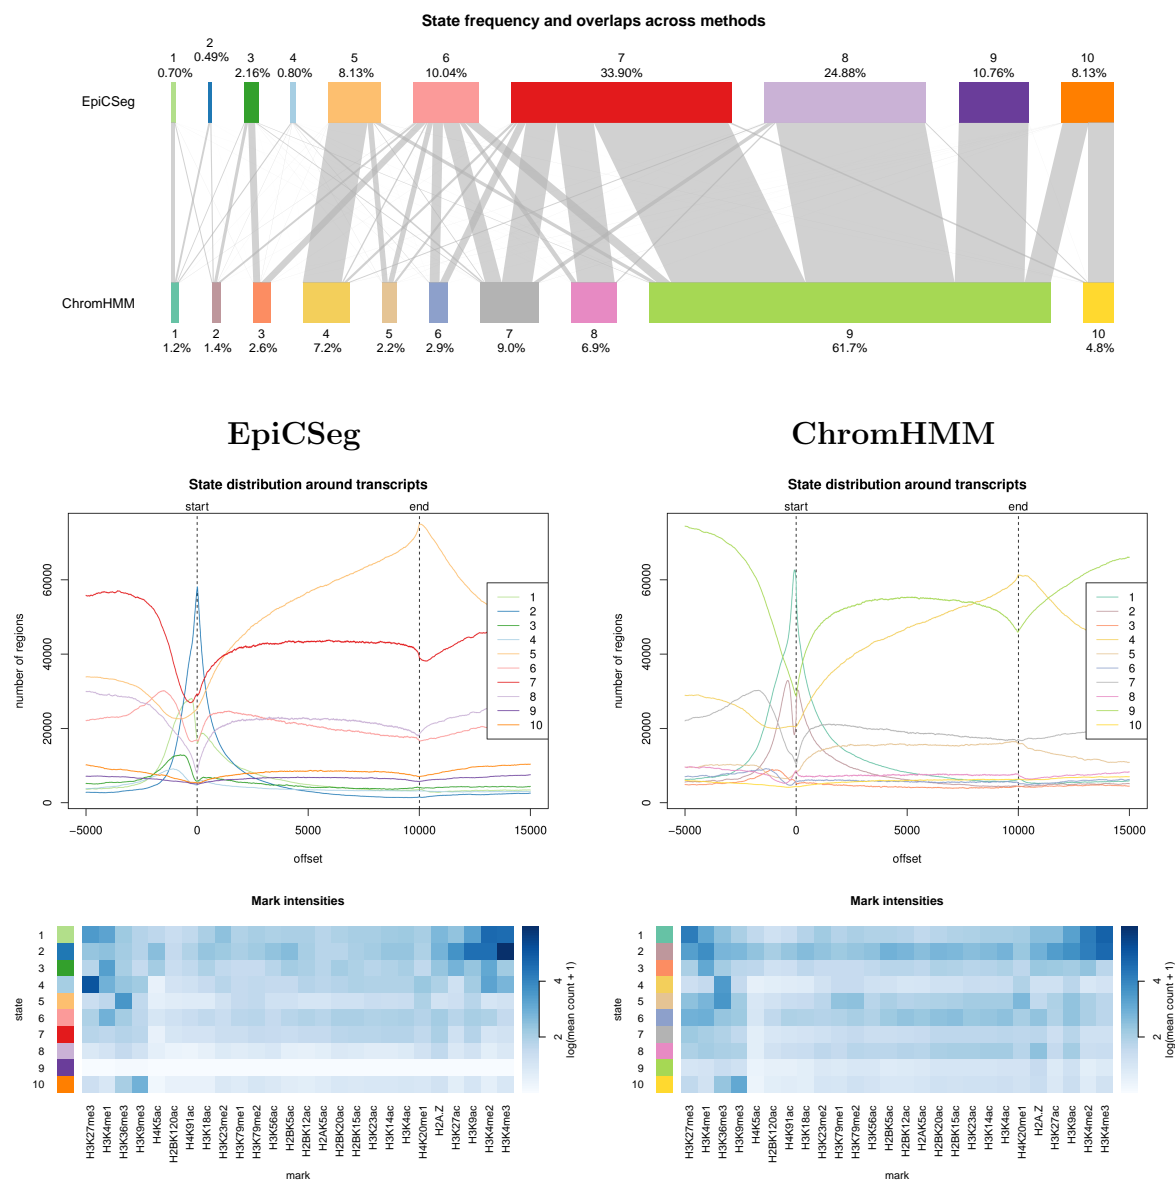 State frequency and overlaps across methods
1 2 3 4 5 6 7 8 9 10
0.70% 0.49% 2.16% 0.80% 8.13% 10.04% 33.90% 24.88% 10.76% 8.13%
EpiCSeg
ChromHMM
1 2 3 4 5 6 7 8 9 10
1.2% 1.4% 2.6% 7.2% 2.2% 2.9% 9.0% 6.9% 61.7% 4.8%
EpiCSeg
State distribution around transcripts
start end
number of regions
0 20000 40000 60000
1
2
3
4
5
6
7
8
9
10
−5000 0 5000 10000 15000
offset
Mark intensities
state
1
2
3
4
5
6
7
8
9
10
2 4
log(mean count + 1)
H3K27me3
H3K4me1
H3K36me3
H3K9me3
H4K5ac
H2BK120ac
H4K91ac
H3K18ac
H3K23me2
H3K79me1
H3K79me2
H3K56ac
H2BK5ac
H2BK12ac
H2AK5ac
H2BK20ac
H2BK15ac
H3K23ac
H3K14ac
H3K4ac
H4K20me1
H2A.Z
H3K27ac
H3K9ac
H3K4me2
H3K4me3
mark
ChromHMM
State distribution around transcripts
start end
number of regions
0 20000 40000 60000
1
2
3
4
5
6
7
8
9
10
−5000 0 5000 10000 15000
offset
Mark intensities
state
1
2
3
4
5
6
7
8
9
10
2 4
log(mean count + 1)
H3K27me3
H3K4me1
H3K36me3
H3K9me3
H4K5ac
H2BK120ac
H4K91ac
H3K18ac
H3K23me2
H3K79me1
H3K79me2
H3K56ac
H2BK5ac
H2BK12ac
H2AK5ac
H2BK20ac
H2BK15ac
H3K23ac
H3K14ac
H3K4ac
H4K20me1
H2A.Z
H3K27ac
H3K9ac
H3K4me2
H3K4me3
mark